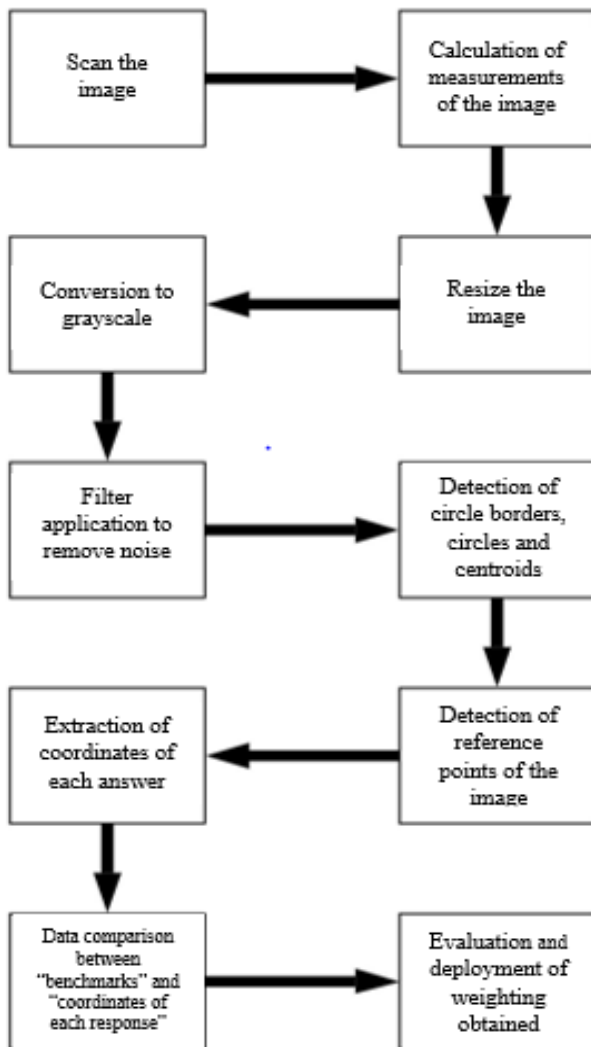 Scan the
image
Calculation of
measurements
of the image
Resize the
image
Conversion to
grayscale
Filter
application to
remove noise
Detection of
circle borders,
circles and
centroids
Detection of
reference
points of the
image
Extraction of
coordinates of
each answer
Data comparison
between
“benchmarks” and
“coordinates of
each response”
Evaluation and
deployment of
weighting
obtained